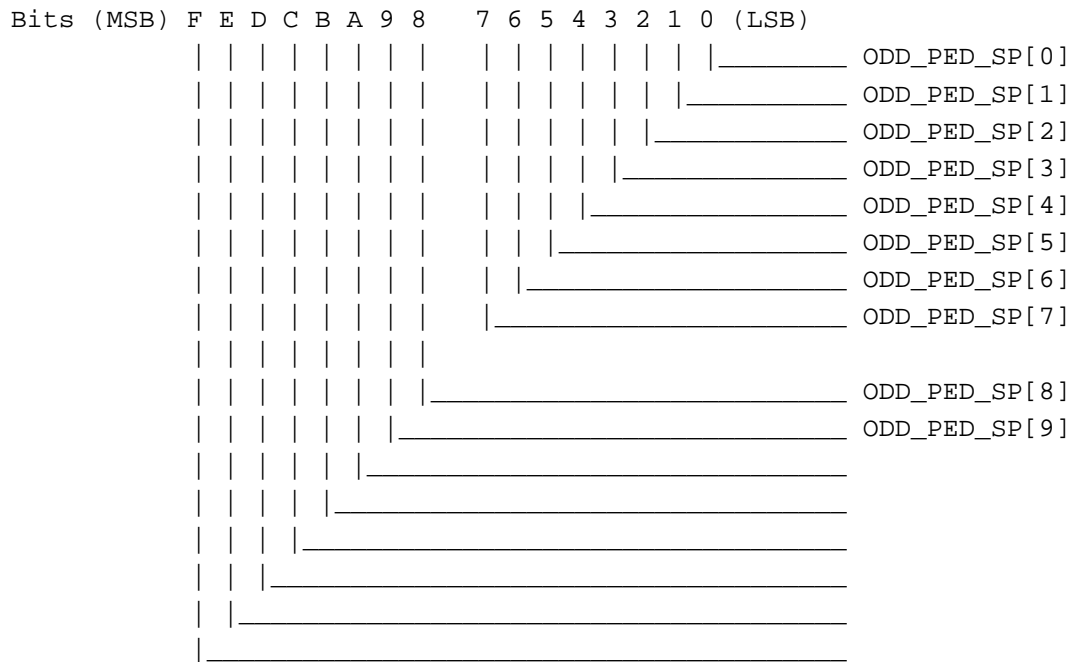 Bits (MSB) F E D C B A 9 8 7 6 5 4 3 2 1 0 (LSB)
ODD_PED_SP[0]
ODD_PED_SP[1]
ODD_PED_SP[2]
ODD_PED_SP[3]
ODD_PED_SP[4]
ODD_PED_SP[5]
ODD_PED_SP[6]
ODD_PED_SP[7]
ODD_PED_SP[8]
ODD_PED_SP[9]